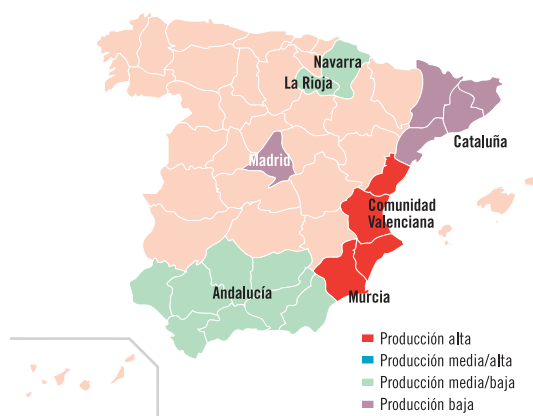 Navarra
La Rioja
Madrid
Cataluña
Comunidad
Valenciana
Andalucía
Murcia
Producción alta
Producción media/alta
Producción media/baja
Producción baja